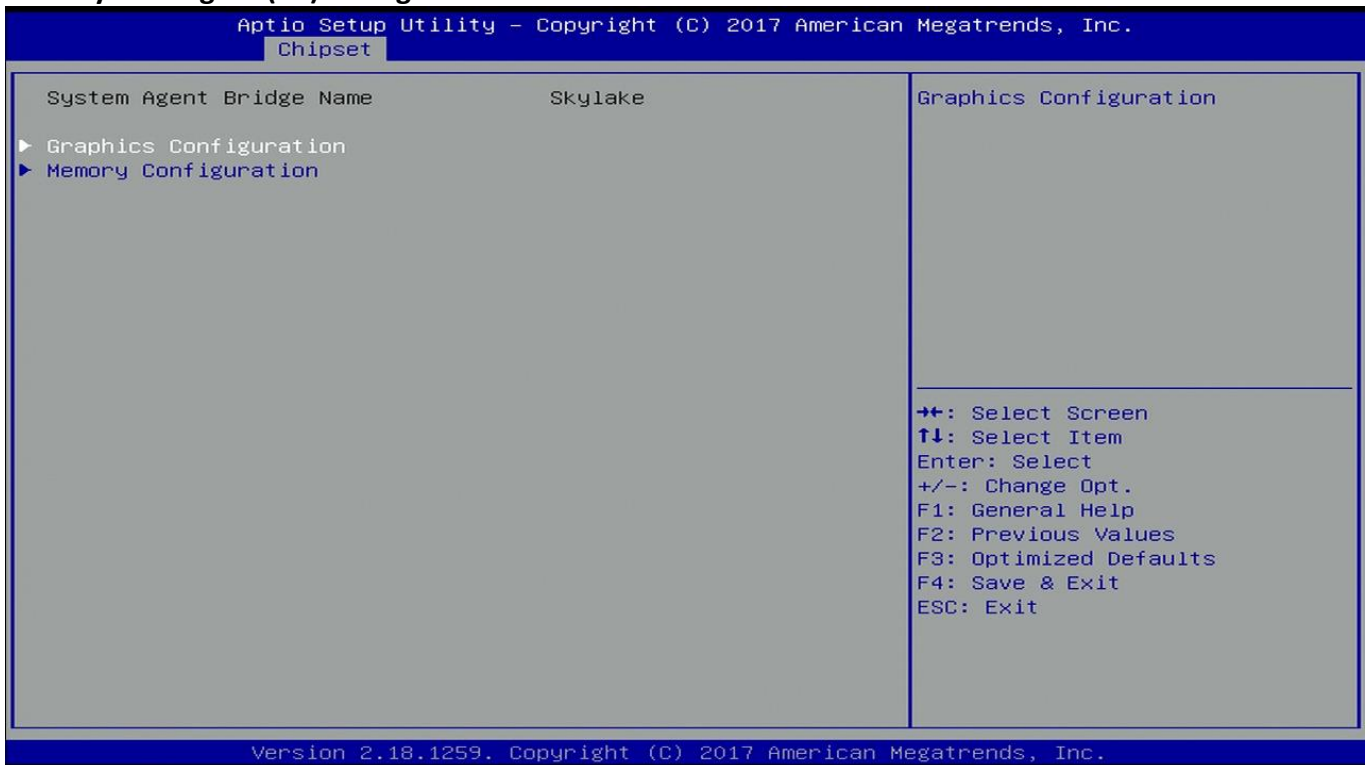 Aptio Setup Utility – Copyright (C) 2017 American Megatrends, Inc.
Chipset
System Agent Bridge Name Skylake
▶ Graphics Configuration
▶ Memory Configuration
Graphics Configuration
→←: Select Screen
↑↓: Select Item
Enter: Select
+/-: Change Opt.
F1: General Help
F2: Previous Values
F3: Optimized Defaults
F4: Save & Exit
ESC: Exit
Version 2.18.1259. Copyright (C) 2017 American Megatrends, Inc.